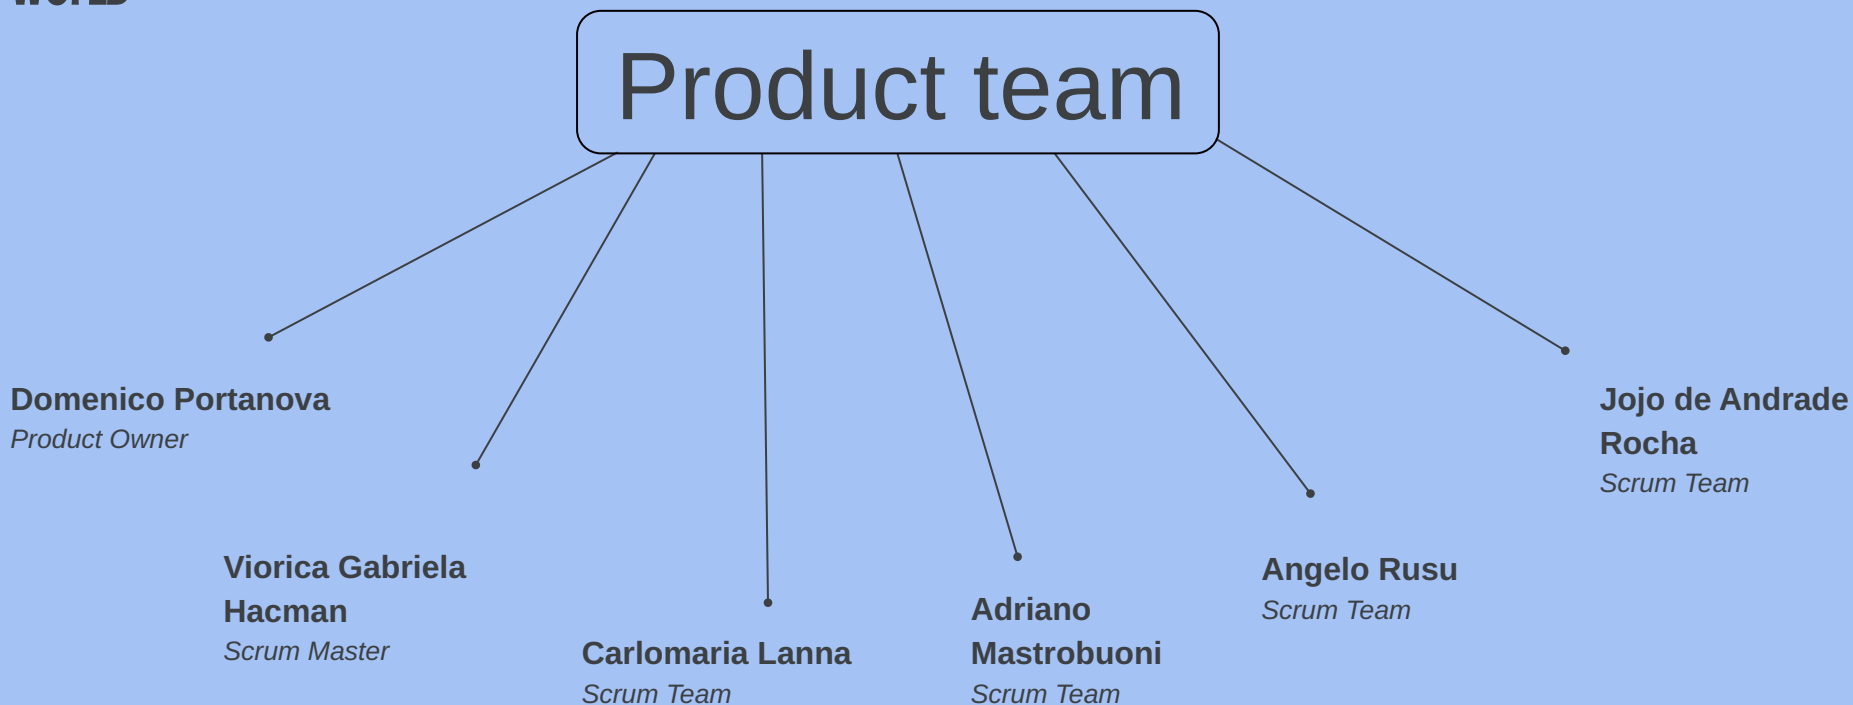 Product team
Domenico Portanova
Product Owner
Viorica Gabriela
Hacman
Scrum Master
Carlomaria Lanna
Scrum Team
Adriano
Mastrobuoni
Scrum Team
Angelo Rusu
Scrum Team
Jojo de Andrade
Rocha
Scrum Team